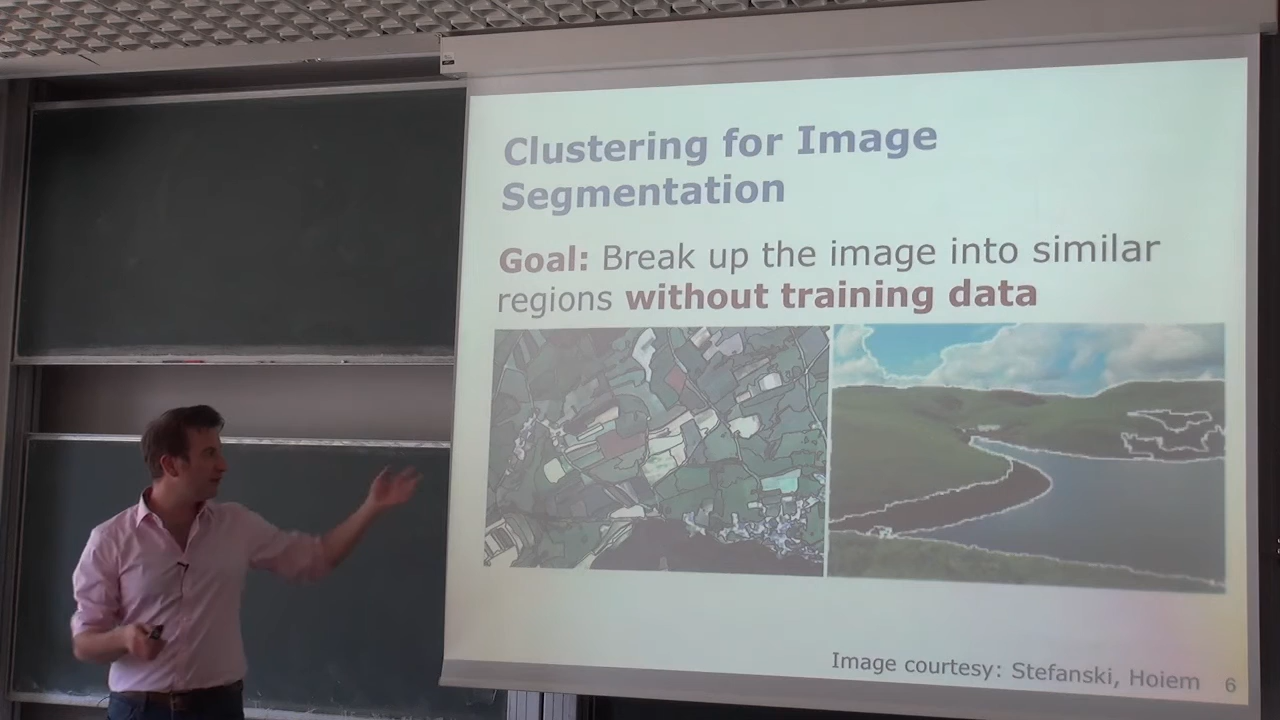 Clustering for Image
Segmentation
Goal: Break up the image into similar
regions without training data
Image courtesy: Stefanski, Hoiem
6